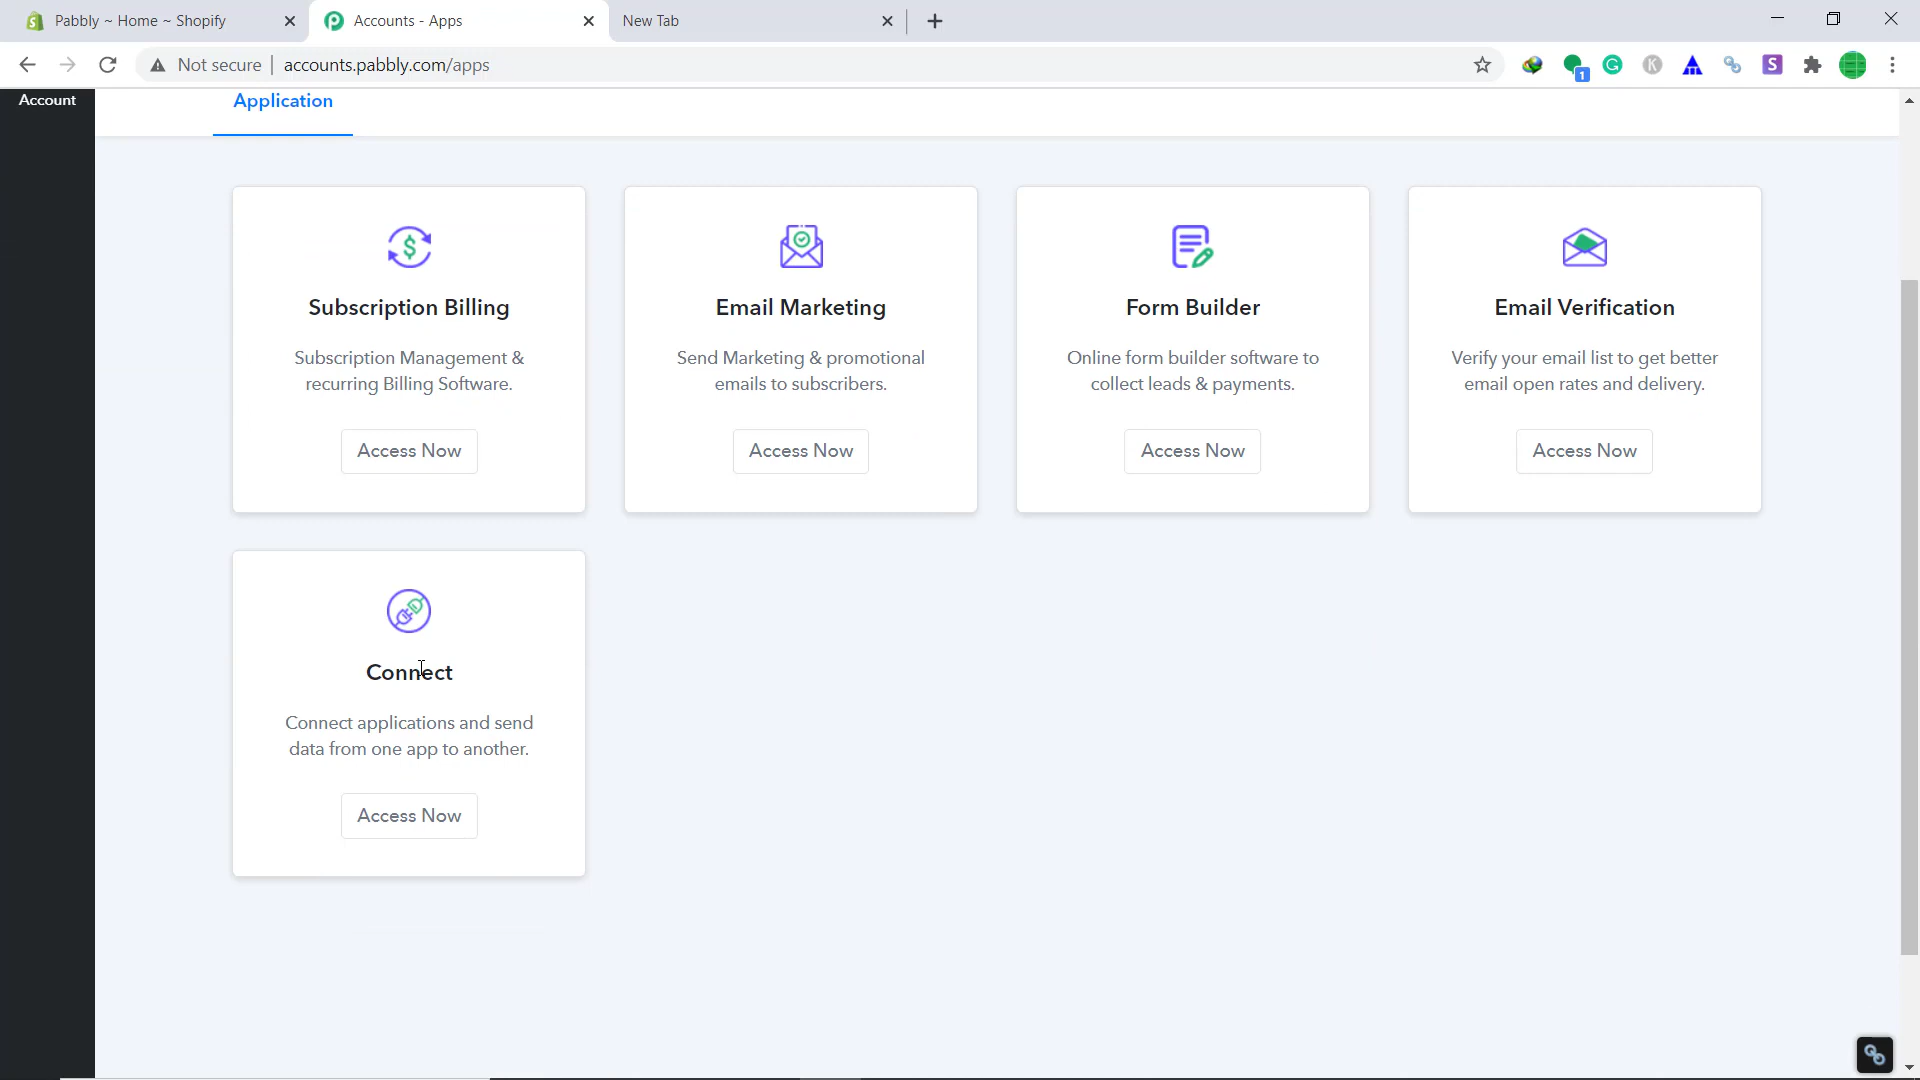 Pabbly ~ Home ~ Shopify
Accounts - Apps
New Tab
Not secure
accounts.pabbly.com/apps
1
G
K
S
Account
Application
Subscription Billing
Subscription Management &
recurring Billing Software.
Access Now
Email Marketing
Send Marketing & promotional
emails to subscribers.
Access Now
Form Builder
Online form builder software to
collect leads & payments.
Access Now
Email Verification
Verify your email list to get better
email open rates and delivery.
Access Now
Connect
Connect applications and send
data from one app to another.
Access Now